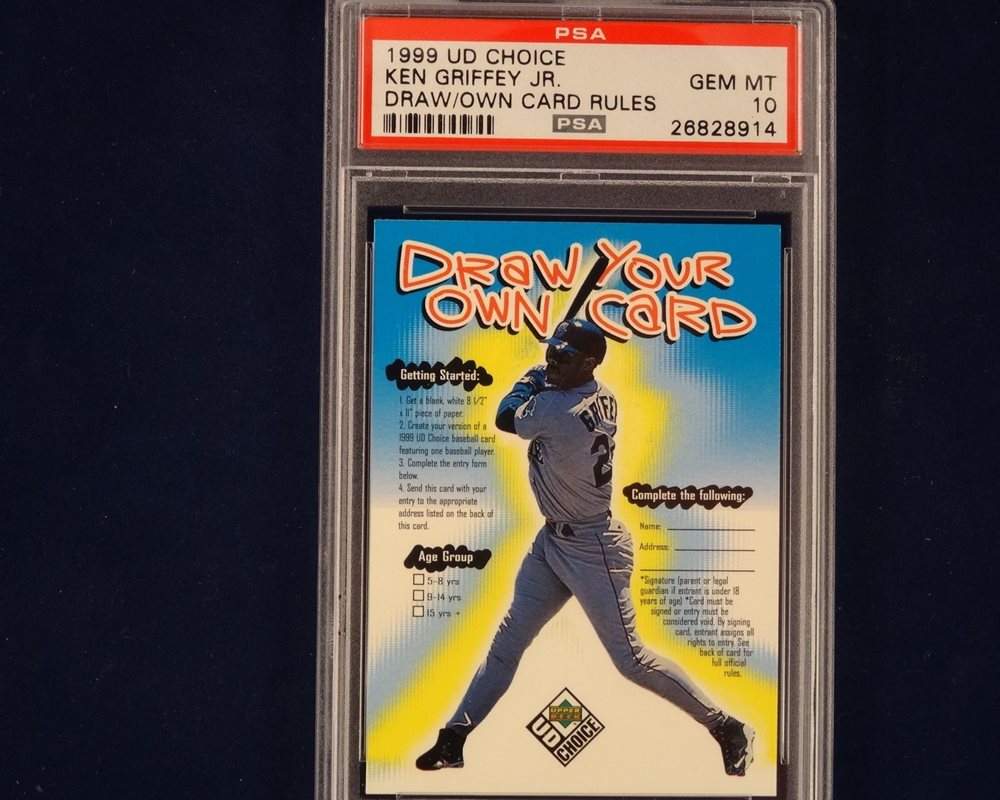 PSA
1999 UD CHOICE
KEN GRIFFEY JR.
GEM MT
DRAW/OWN CARD RULES
10
PSA
26828914
DRaW YOUR
OWN CaRD
Getting Started:
1. Get a blank, white 8 1/2"
x 11" piece of paper.
2. Create your version of a
1999 UD Choice baseball card
featuring one baseball player.
3. Complete the entry form
below.
4. Send this card with your
entry to the appropriate
address listed on the back of
this card.
Age Group
5-8 yrs
9-14 yrs
15 yrs +
Complete the following:
Name:
Address:
*Signature (parent or legal
guardian if entrant is under 18
years of age) *Card must be
signed or entry must be
considered void. By signing
card, entrant assigns all
rights to entry. See
back of card for
full official
rules.
UPPER
DECK
UD
CHOICE